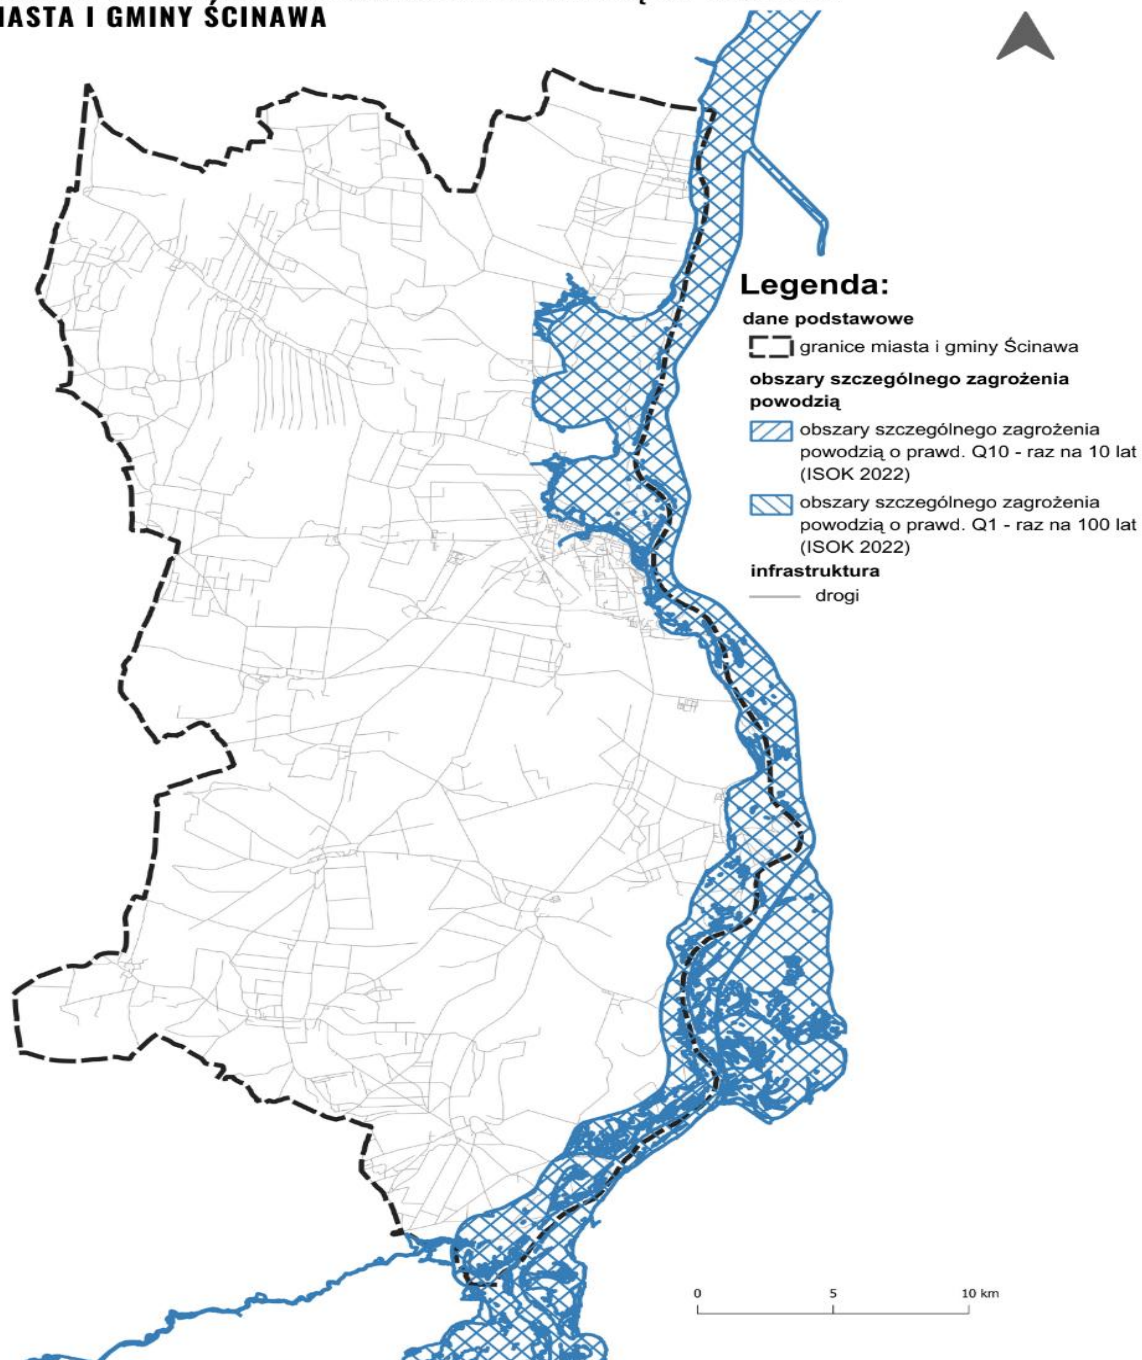 MIASTA I GMINY ŚCINAWA
Legenda:
dane podstawowe
granice miasta i gminy Ścinawa
obszary szczególnego zagrożenia
powodzią
obszary szczególnego zagrożenia
powodzią o prawd. Q10 - raz na 10 lat
(ISOK 2022)
obszary szczególnego zagrożenia
powodzią o prawd. Q1 - raz na 100 lat
(ISOK 2022)
infrastruktura
drogi
0 5 10 km